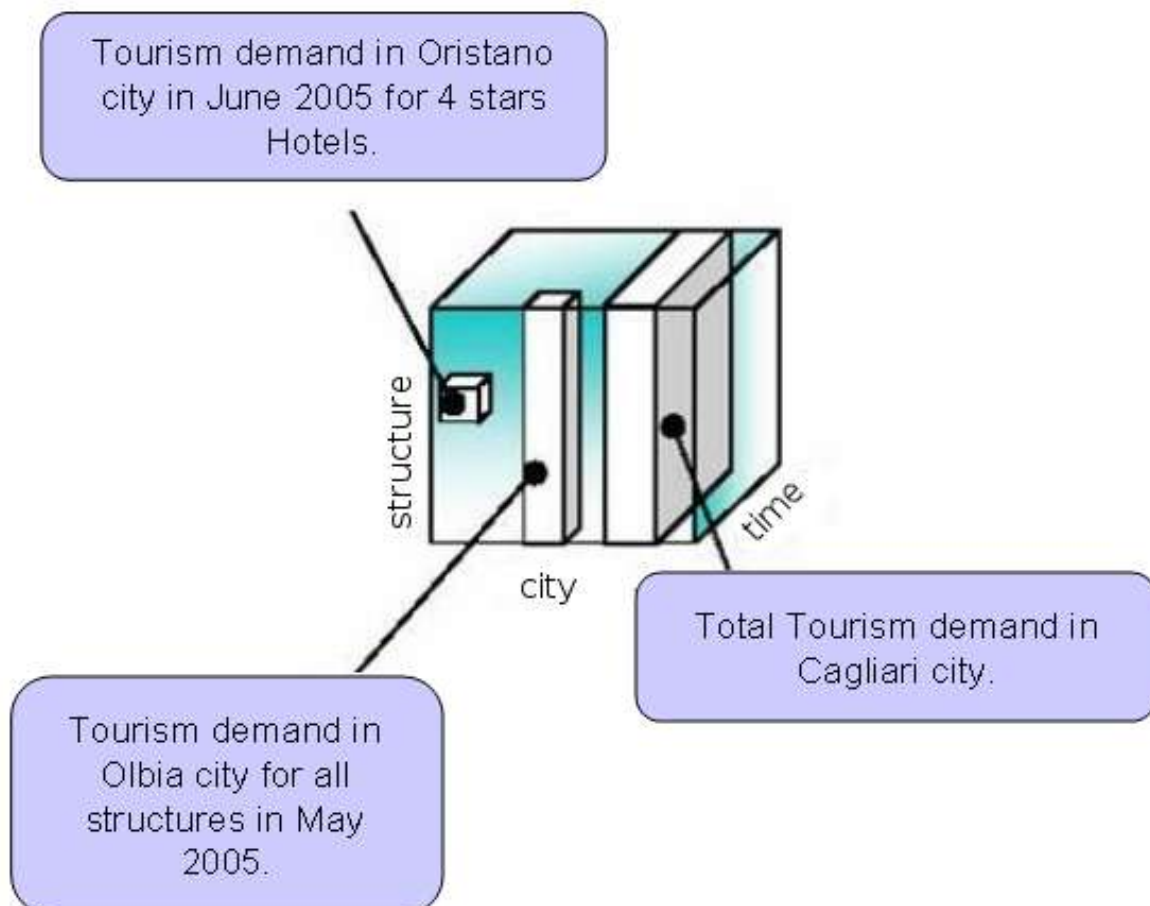 Tourism demand in Oristano
city in June 2005 for 4 stars
Hotels.
structure
time
city
Total Tourism demand in
Cagliari city.
Tourism demand in
Olbia city for all
structures in May
2005.